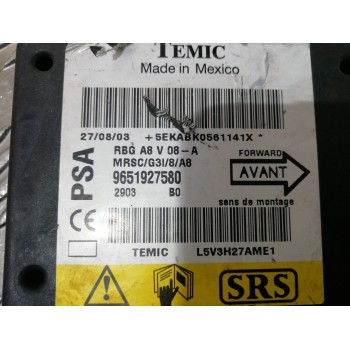 TEMIC
Made in Mexico
27/08/03 +5EKABK0561141X*
RBG A8 V 08-A
MRSC/G3I/8/A8
9651927580
2903 B0
PSA
FORWARD
AVANT
sens de montage
TEMIC L5V3H27AME1
SRS